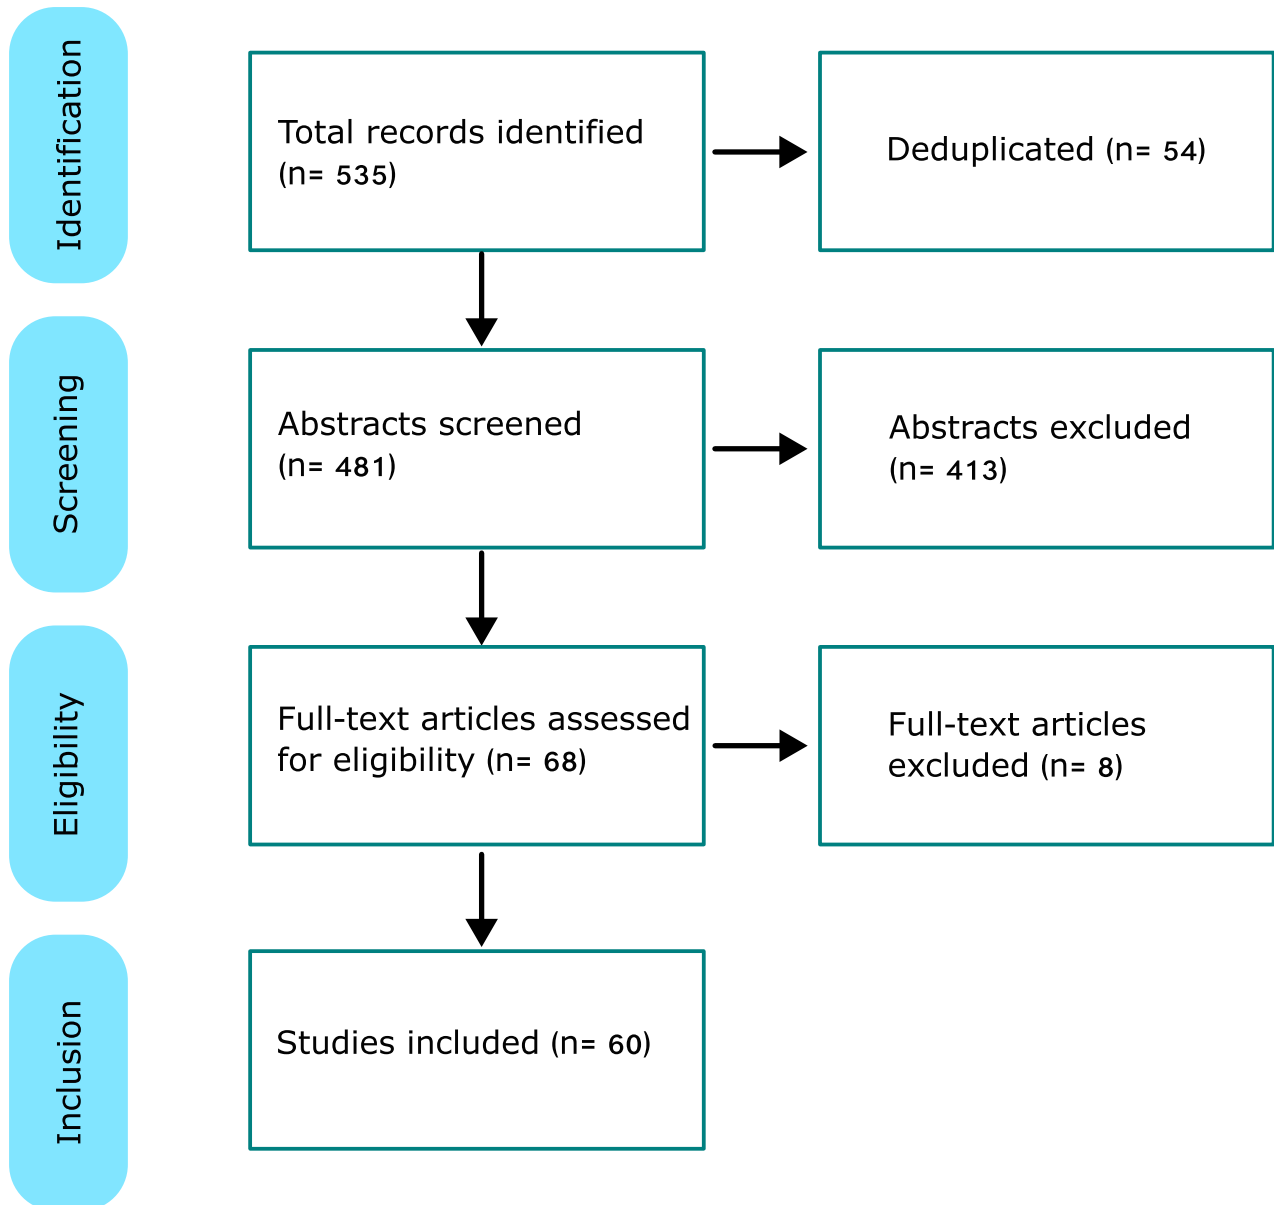 Identification
Total records identified
(n= 535)
Deduplicated (n= 54)
Screening
Abstracts screened
(n= 481)
Abstracts excluded
(n= 413)
Eligibility
Full-text articles assessed
for eligibility (n= 68)
Full-text articles
excluded (n= 8)
Inclusion
Studies included (n= 60)